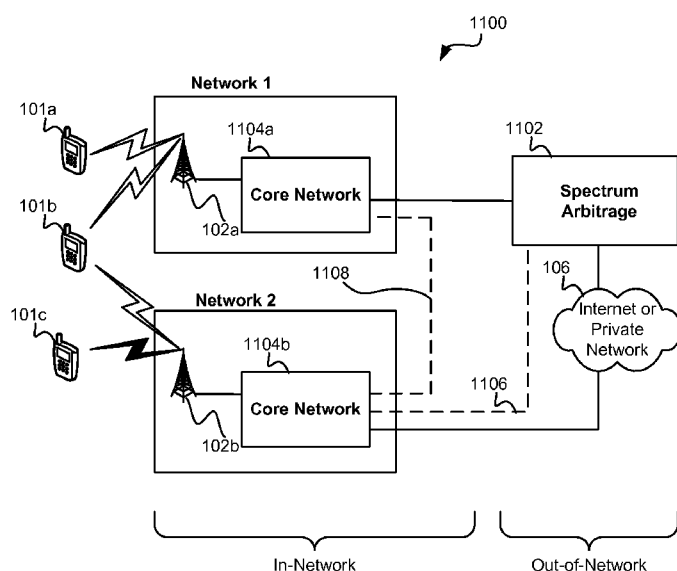 1100
Network 1
101a
1104a
1102
Core Network
Spectrum
Arbitrage
101b
102a
1108
106
Network 2
Internet or
Private
Network
101c
1104b
Core Network
1106
102b
In-Network
Out-of-Network